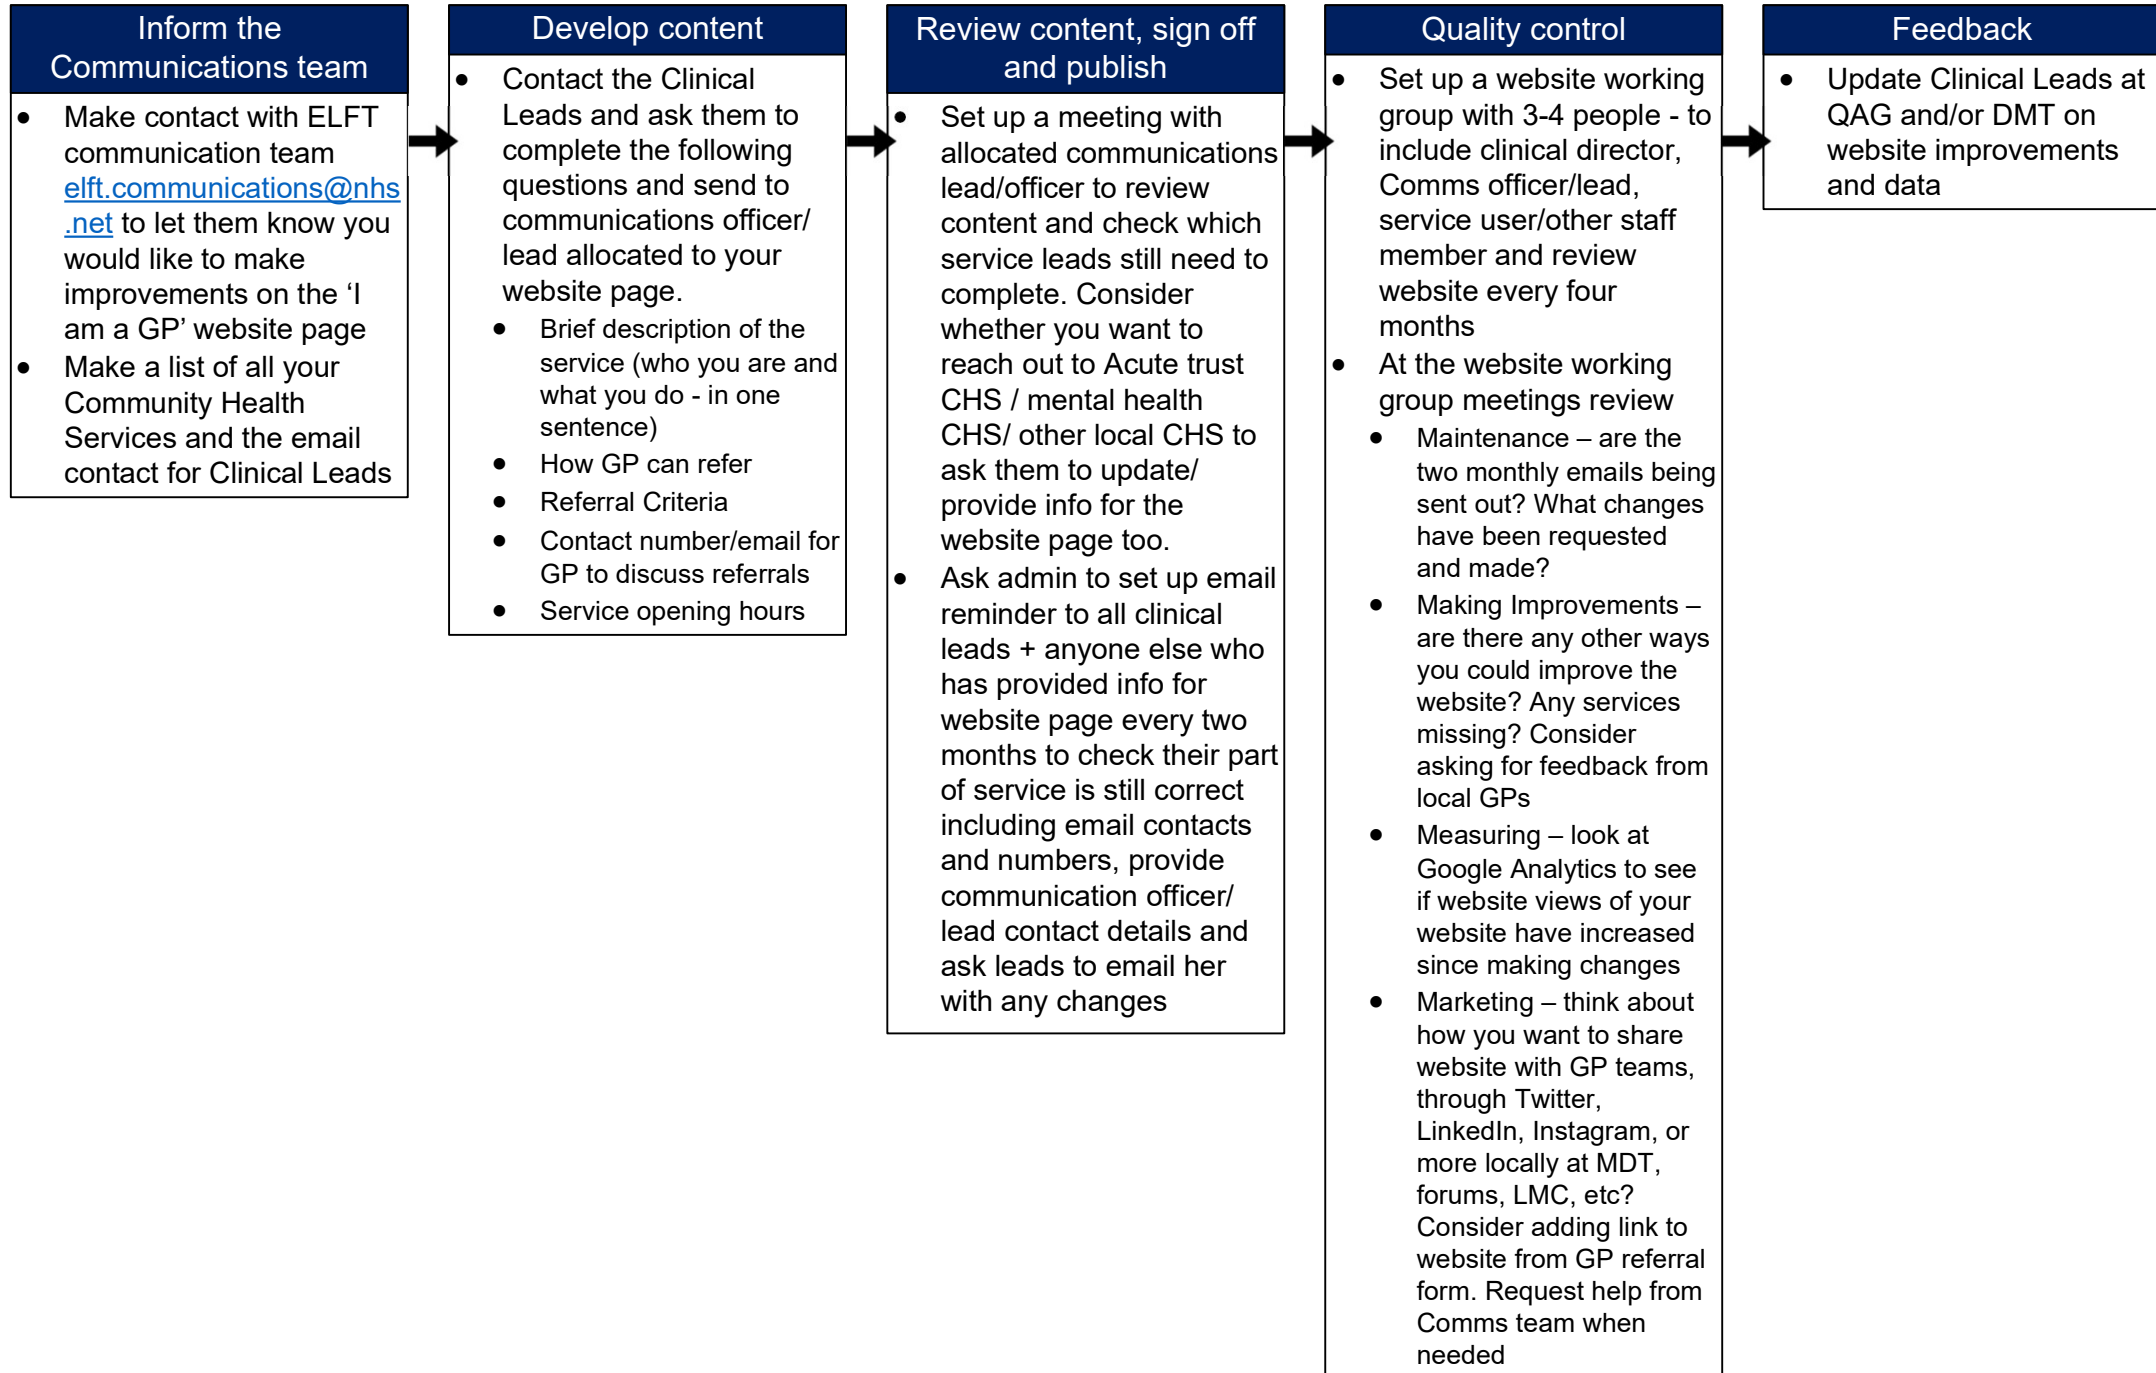 Inform the
Communications team
• Make contact with ELFT
communication team
elft.communications@nhs
.net to let them know you
would like to make
improvements on the ‘I
am a GP’ website page
• Make a list of all your
Community Health
Services and the email
contact for Clinical Leads
Develop content
• Contact the Clinical
Leads and ask them to
complete the following
questions and send to
communications officer/
lead allocated to your
website page.
• Brief description of the
service (who you are and
what you do - in one
sentence)
• How GP can refer
• Referral Criteria
• Contact number/email for
GP to discuss referrals
• Service opening hours
Review content, sign off
and publish
• Set up a meeting with
allocated communications
lead/officer to review
content and check which
service leads still need to
complete. Consider
whether you want to
reach out to Acute trust
CHS / mental health
CHS/ other local CHS to
ask them to update/
provide info for the
website page too.
• Ask admin to set up email
reminder to all clinical
leads + anyone else who
has provided info for
website page every two
months to check their part
of service is still correct
including email contacts
and numbers, provide
communication officer/
lead contact details and
ask leads to email her
with any changes
Quality control
• Set up a website working
group with 3-4 people - to
include clinical director,
Comms officer/lead,
service user/other staff
member and review
website every four
months
• At the website working
group meetings review
• Maintenance – are the
two monthly emails being
sent out? What changes
have been requested
and made?
• Making Improvements –
are there any other ways
you could improve the
website? Any services
missing? Consider
asking for feedback from
local GPs
• Measuring – look at
Google Analytics to see
if website views of your
website have increased
since making changes
• Marketing – think about
how you want to share
website with GP teams,
through Twitter,
LinkedIn, Instagram, or
more locally at MDT,
forums, LMC, etc?
Consider adding link to
website from GP referral
form. Request help from
Comms team when
needed
Feedback
• Update Clinical Leads at
QAG and/or DMT on
website improvements
and data